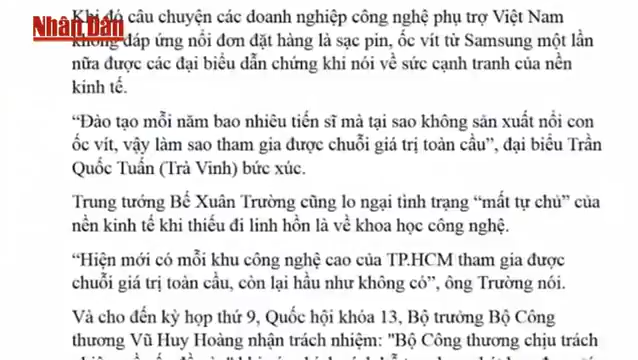 Nhân Dân
Khi đó câu chuyện các doanh nghiệp công nghệ phụ trợ Việt Nam
không đáp ứng nổi đơn đặt hàng là sạc pin, ốc vít từ Samsung một lần
nữa được các đại biểu dẫn chứng khi nói về sức cạnh tranh của nền
kinh tế.
“Đào tạo mỗi năm bao nhiêu tiến sĩ mà tại sao không sản xuất nổi con
ốc vít, vậy làm sao tham gia được chuỗi giá trị toàn cầu”, đại biểu Trần
Quốc Tuấn (Trà Vinh) bức xúc.
Trung tướng Bế Xuân Trường cũng lo ngại tình trạng “mất tự chủ” của
nền kinh tế khi thiếu đi linh hồn là về khoa học công nghệ.
“Hiện mới có mỗi khu công nghệ cao của TP.HCM tham gia được
chuỗi giá trị toàn cầu, còn lại hầu như không có”, ông Trường nói.
Và cho đến kỳ họp thứ 9, Quốc hội khóa 13, Bộ trưởng Bộ Công
thương Vũ Huy Hoàng nhận trách nhiệm: "Bộ Công thương chịu trách